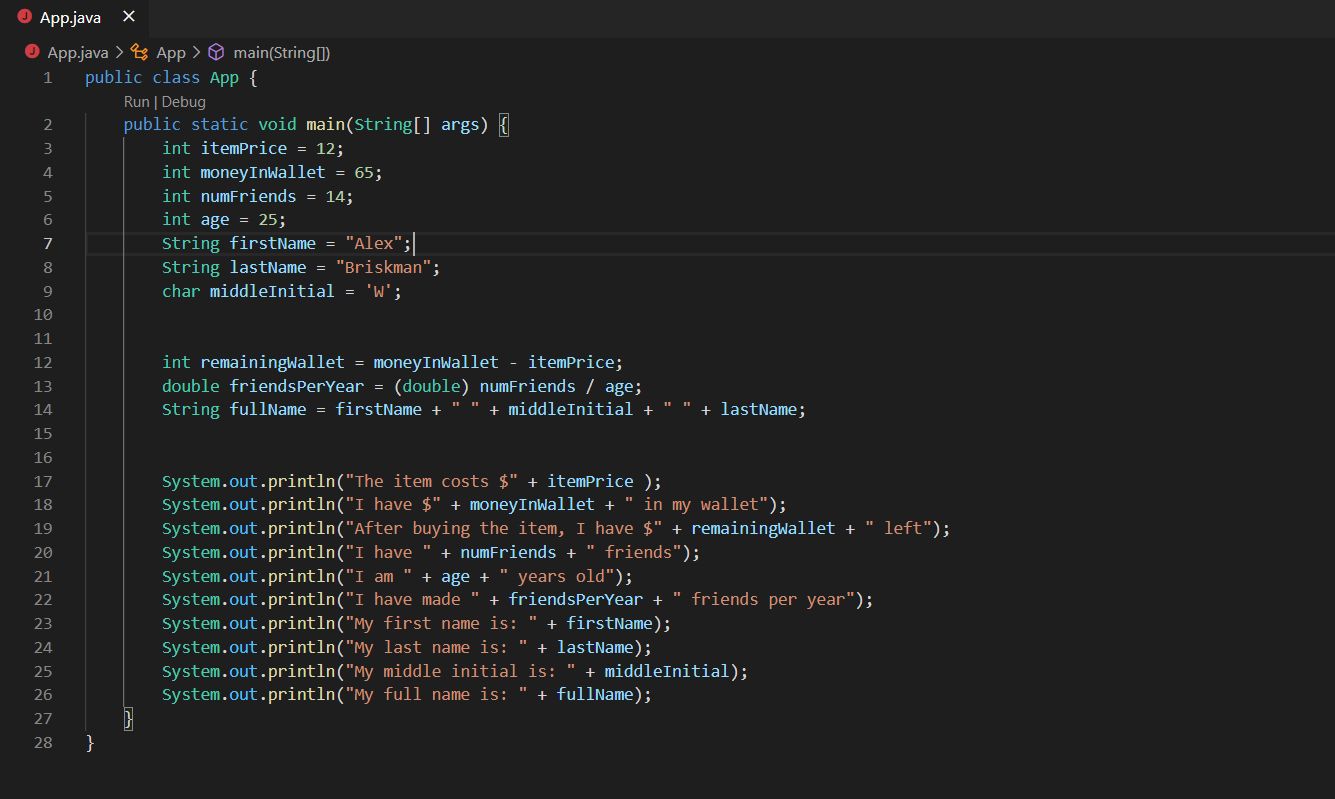 App.java ×
App.java > App > main(String[])
1 public class App {
Run | Debug
2 public static void main(String[] args) {
3 int itemPrice = 12;
4 int moneyInWallet = 65;
5 int numFriends = 14;
6 int age = 25;
7 String firstName = "Alex";
8 String lastName = "Briskman";
9 char middleInitial = 'W';
10
11
12 int remainingWallet = moneyInWallet - itemPrice;
13 double friendsPerYear = (double) numFriends / age;
14 String fullName = firstName + " " + middleInitial + " " + lastName;
15
16
17 System.out.println("The item costs $" + itemPrice );
18 System.out.println("I have $" + moneyInWallet + " in my wallet");
19 System.out.println("After buying the item, I have $" + remainingWallet + " left");
20 System.out.println("I have " + numFriends + " friends");
21 System.out.println("I am " + age + " years old");
22 System.out.println("I have made " + friendsPerYear + " friends per year");
23 System.out.println("My first name is: " + firstName);
24 System.out.println("My last name is: " + lastName);
25 System.out.println("My middle initial is: " + middleInitial);
26 System.out.println("My full name is: " + fullName);
27 }
28 }